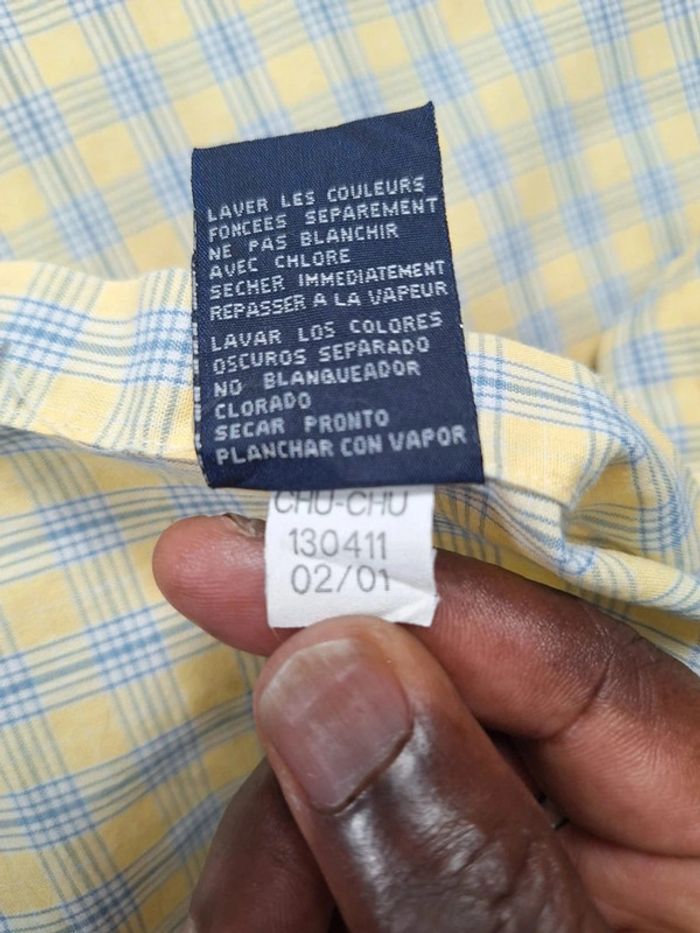 LAVER LES COULEURS
FONCEES SEPAREMENT
NE PAS BLANCHIR
AVEC CHLORE
SECHER IMMEDIATEMENT
REPASSER A LA VAPEUR
LAVAR LOS COLORES
OSCUROS SEPARADO
NO BLANQUEADOR
CLORADO
SECAR PRONTO
PLANCHAR CON VAPOR
CHU-CHU
130411
02/01